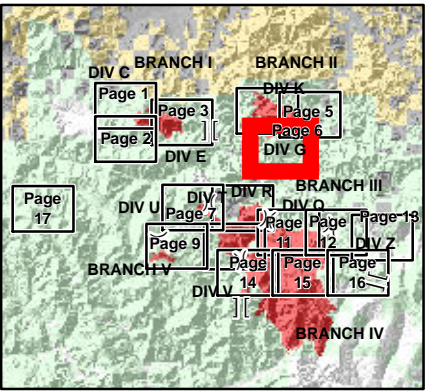 BRANCH I
BRANCH II
DIV C
DIV K
Page 1
Page 3
Page 5
Page 6
Page 2
DIV G
DIV E
BRANCH III
Page
17
DIV R
DIV U
Page 7
DIV O
Page 13
Page
11
Page
12
Page 9
DIV Z
BRANCH V
Page
14
Page
15
Page
16
DIV V
BRANCH IV